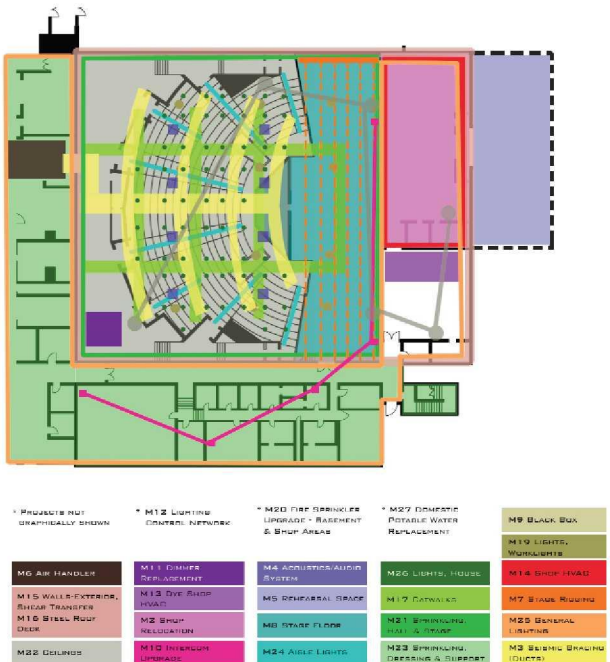 * PROJECTS NOT
GRAPHICALLY SHOWN
* M12 LIGHTING
CONTROL NETWORK
* M20 FIRE SPRINKLER
UPGRADE - BASEMENT
& SHOP AREAS
* M27 DOMESTIC
POTABLE WATER
REPLACEMENT
M9 BLACK BOX
M19 LIGHTS,
WORKLIGHTS
M6 AIR HANDLER
M11 DIMMER
REPLACEMENT
M4 ACOUSTICS/AUDIO
SYSTEM
M26 LIGHTS, HOUSE
M14 SHOP HVAC
M15 WALLS-EXTERIOR,
SHEAR TRANSFER
M16 STEEL ROOF
DECK
M13 DYE SHOP
HVAC
M5 REHEARSAL SPACE
M17 CATWALKS
M7 STAGE RIGGING
M2 SHOP
RELOCATION
M8 STAGE FLOOR
M21 SPRINKLING,
HALL & STAGE
M25 GENERAL
LIGHTING
M22 CEILINGS
M10 INTERCOM
UPGRADE
M24 AISLE LIGHTS
M23 SPRINKLING,
DRESSING & SUPPORT
M3 SEISMIC BRACING
(DUCTS)